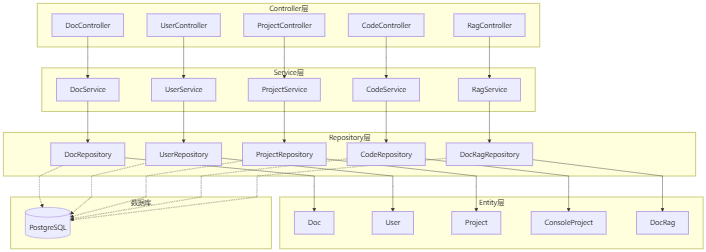 Controller层
DocController
UserController
ProjectController
CodeController
RagController
Service层
DocService
UserService
ProjectService
CodeService
RagService
Repository层
DocRepository
UserRepository
ProjectRepository
CodeRepository
DocRagRepository
数据库
PostgreSQL
Entity层
Doc
User
Project
ConsoleProject
DocRag